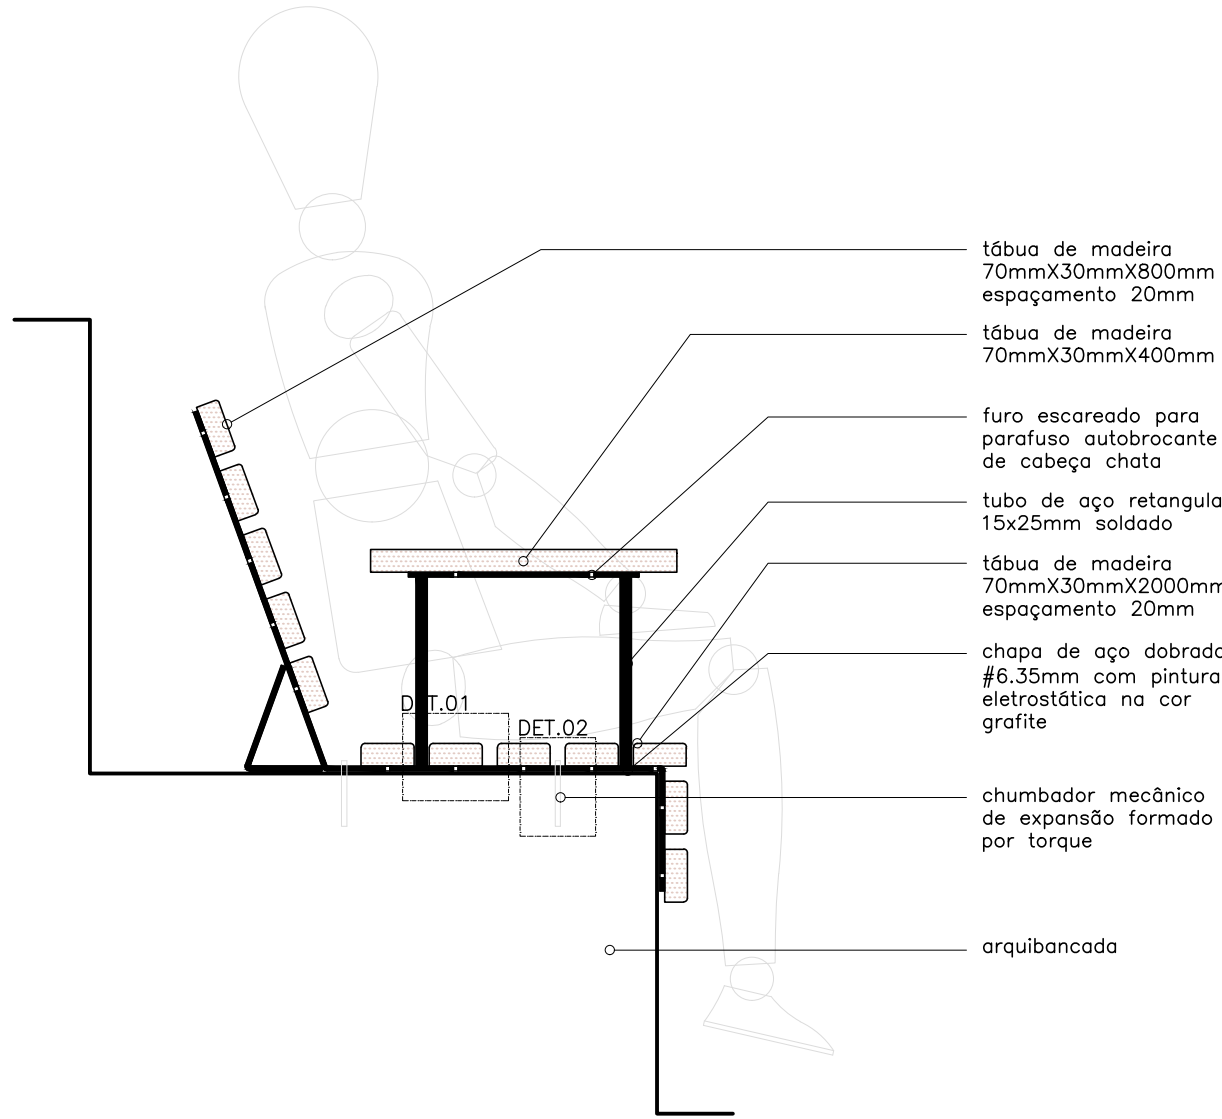 tábua de madeira
70mmX30mmX800mm
espaçamento 20mm
tábua de madeira
70mmX30mmX400mm
furo escareado para
parafuso autobrocante
de cabeça chata
tubo de aço retangula
15x25mm soldado
tábua de madeira
70mmX30mmX2000mm
espaçamento 20mm
chapa de aço dobrada
#6.35mm com pintura
eletrostática na cor
grafite
DET.01
DET.02
chumbador mecânico
de expansão formado
por torque
arquibancada